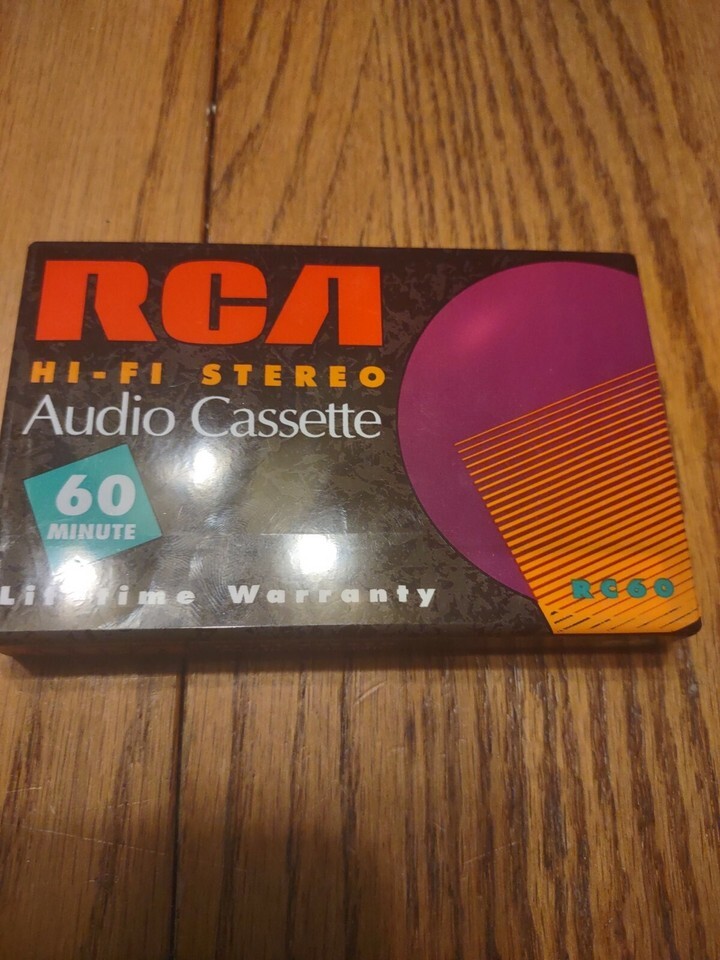 RCA
HI-FI STEREO
Audio Cassette
60
MINUTE
Lifetime Warranty
RC60